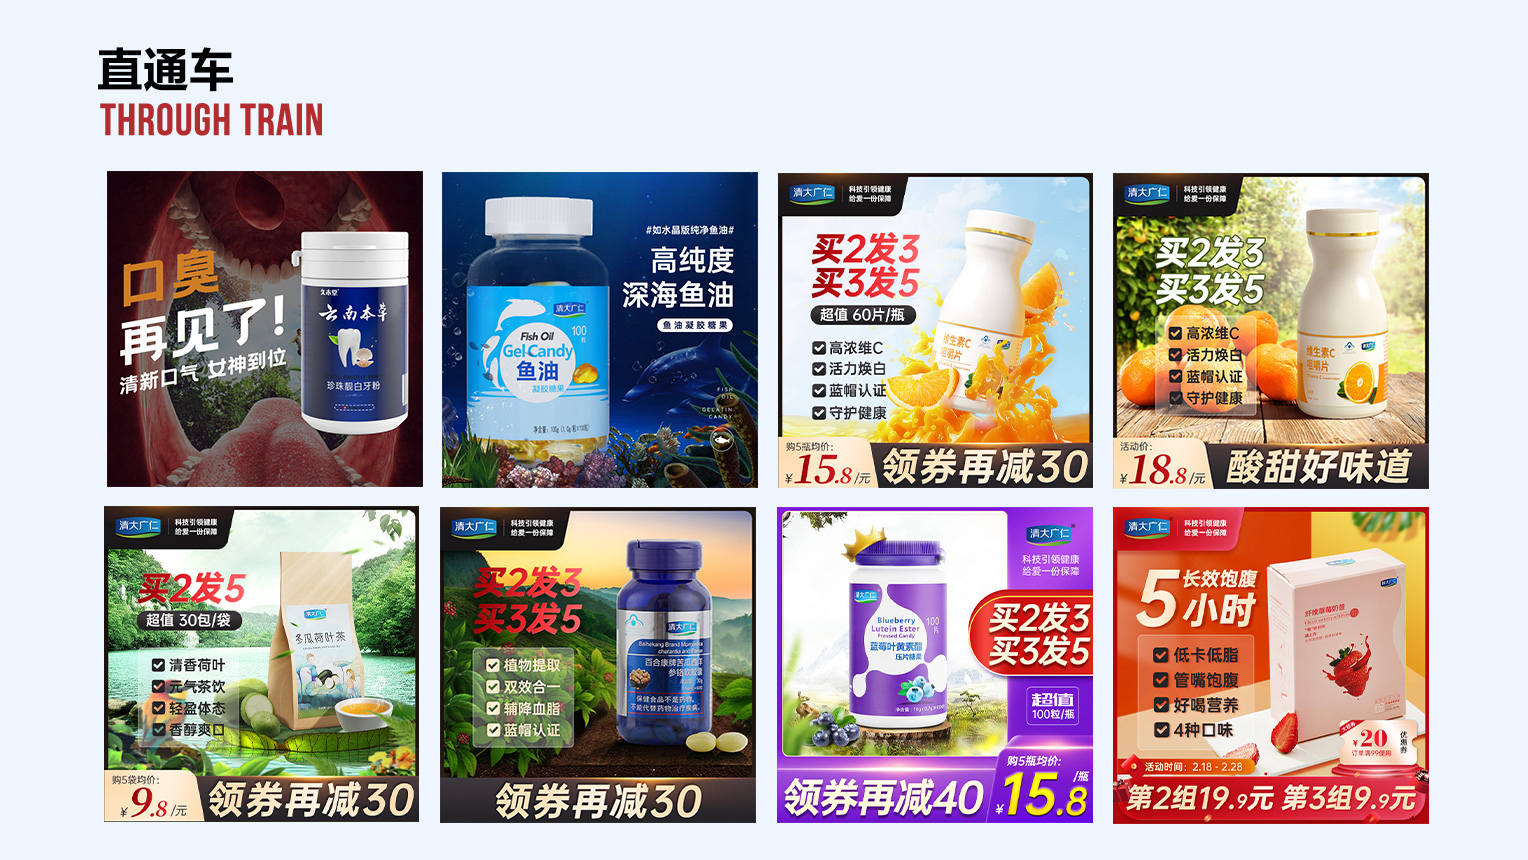 直通车
THROUGH TRAIN
口臭
再见了!
清新口气 女神到位
久木堂
云南本草
珍珠靓白牙粉
#如水晶版纯净鱼油#
高纯度
深海鱼油
鱼油凝胶糖果
清大广仁
Fish Oil
100粒
Gel Candy
鱼油
凝胶糖果
FISH
OIL
GELATIN
CANDY
清大广仁
科技引领健康
给爱一份保障
买2发3
买3发5
超值 60片/瓶
高浓维C
活力焕白
蓝帽认证
守护健康
维生素C
咀嚼片
购5瓶均价:
¥15.8/元
领券再减30
清大广仁
科技引领健康
给爱一份保障
买2发3
买3发5
高浓维C
活力焕白
蓝帽认证
守护健康
维生素C
咀嚼片
活动价:
¥18.8/元
酸甜好味道
清大广仁
科技引领健康
给爱一份保障
买2发5
超值 30包/袋
清香荷叶
元气茶饮
轻盈体态
香醇爽口
清大广仁
冬瓜荷叶茶
购5袋均价:
¥9.8/元
领券再减30
清大广仁
科技引领健康
给爱一份保障
买2发3
买3发5
植物提取
双效合一
辅降血脂
蓝帽认证
清大广仁
百合康牌苦瓜西洋
参铬软胶囊
保健食品不是药物,
不能代替药物治疗疾病。
领券再减30
清大广仁
科技引领健康
给爱一份保障
清大广仁
Blueberry
Lutein Ester
Pressed Candy
100片
蓝莓叶黄素酯
压片糖果
买2发3
买3发5
超值
100粒/瓶
领券再减40
购5瓶均价:
¥15.8/瓶
清大广仁
科技引领健康
给爱一份保障
5 长效饱腹
小时
低卡低脂
管嘴饱腹
好喝营养
4种口味
清大广仁
纤维草莓奶昔
¥20
订单满99使用
优惠券
活动时间：2.18 - 2.28
第2组19.9元 第3组9.9元